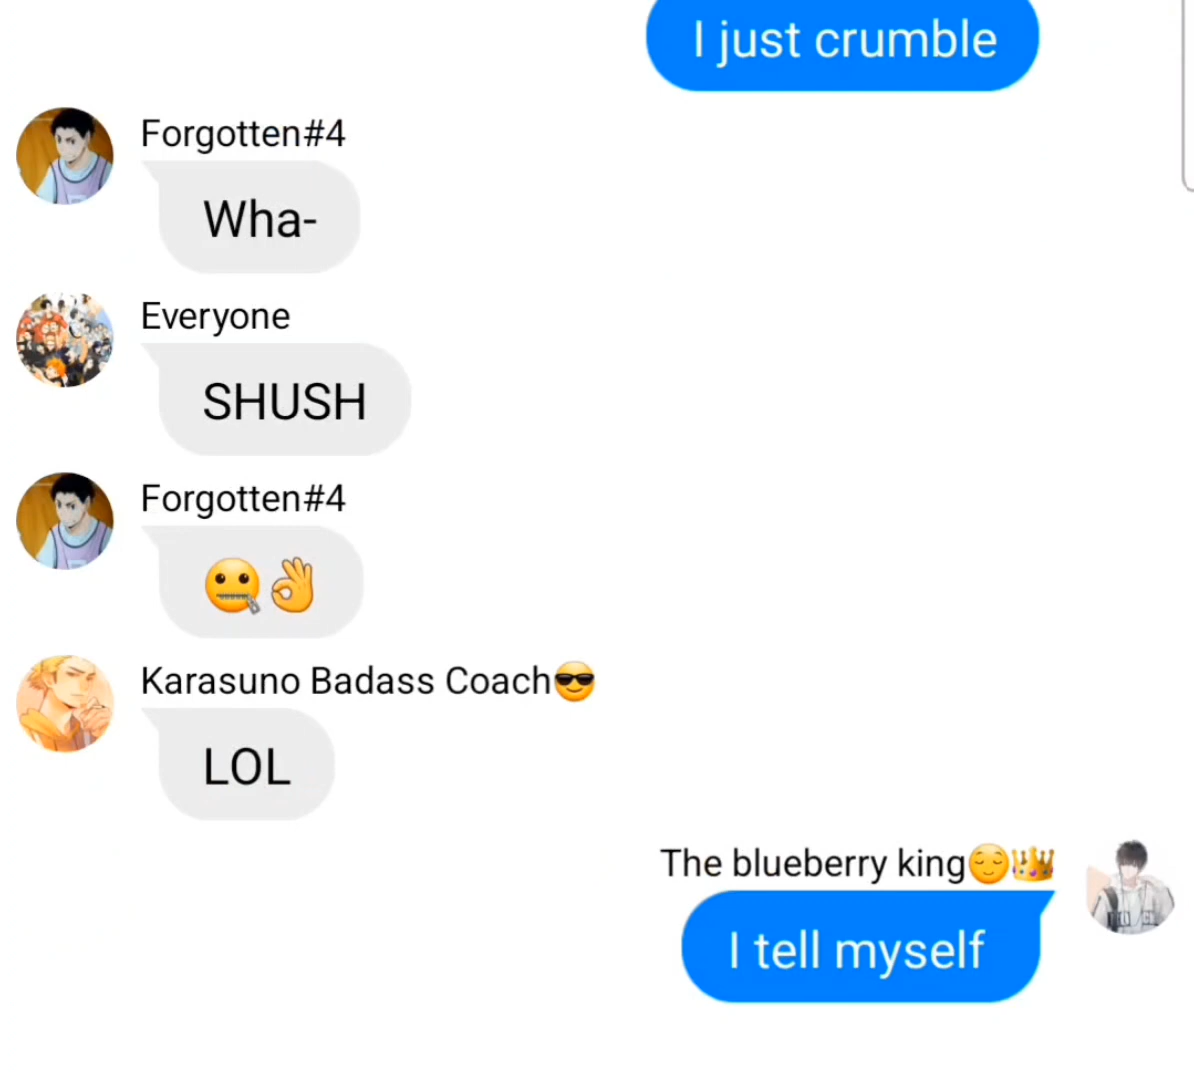 I just crumble
Forgotten#4
Wha-
Everyone
SHUSH
Forgotten#4
🤐👌
Karasuno Badass Coach😎
LOL
The blueberry king😌👑
I tell myself